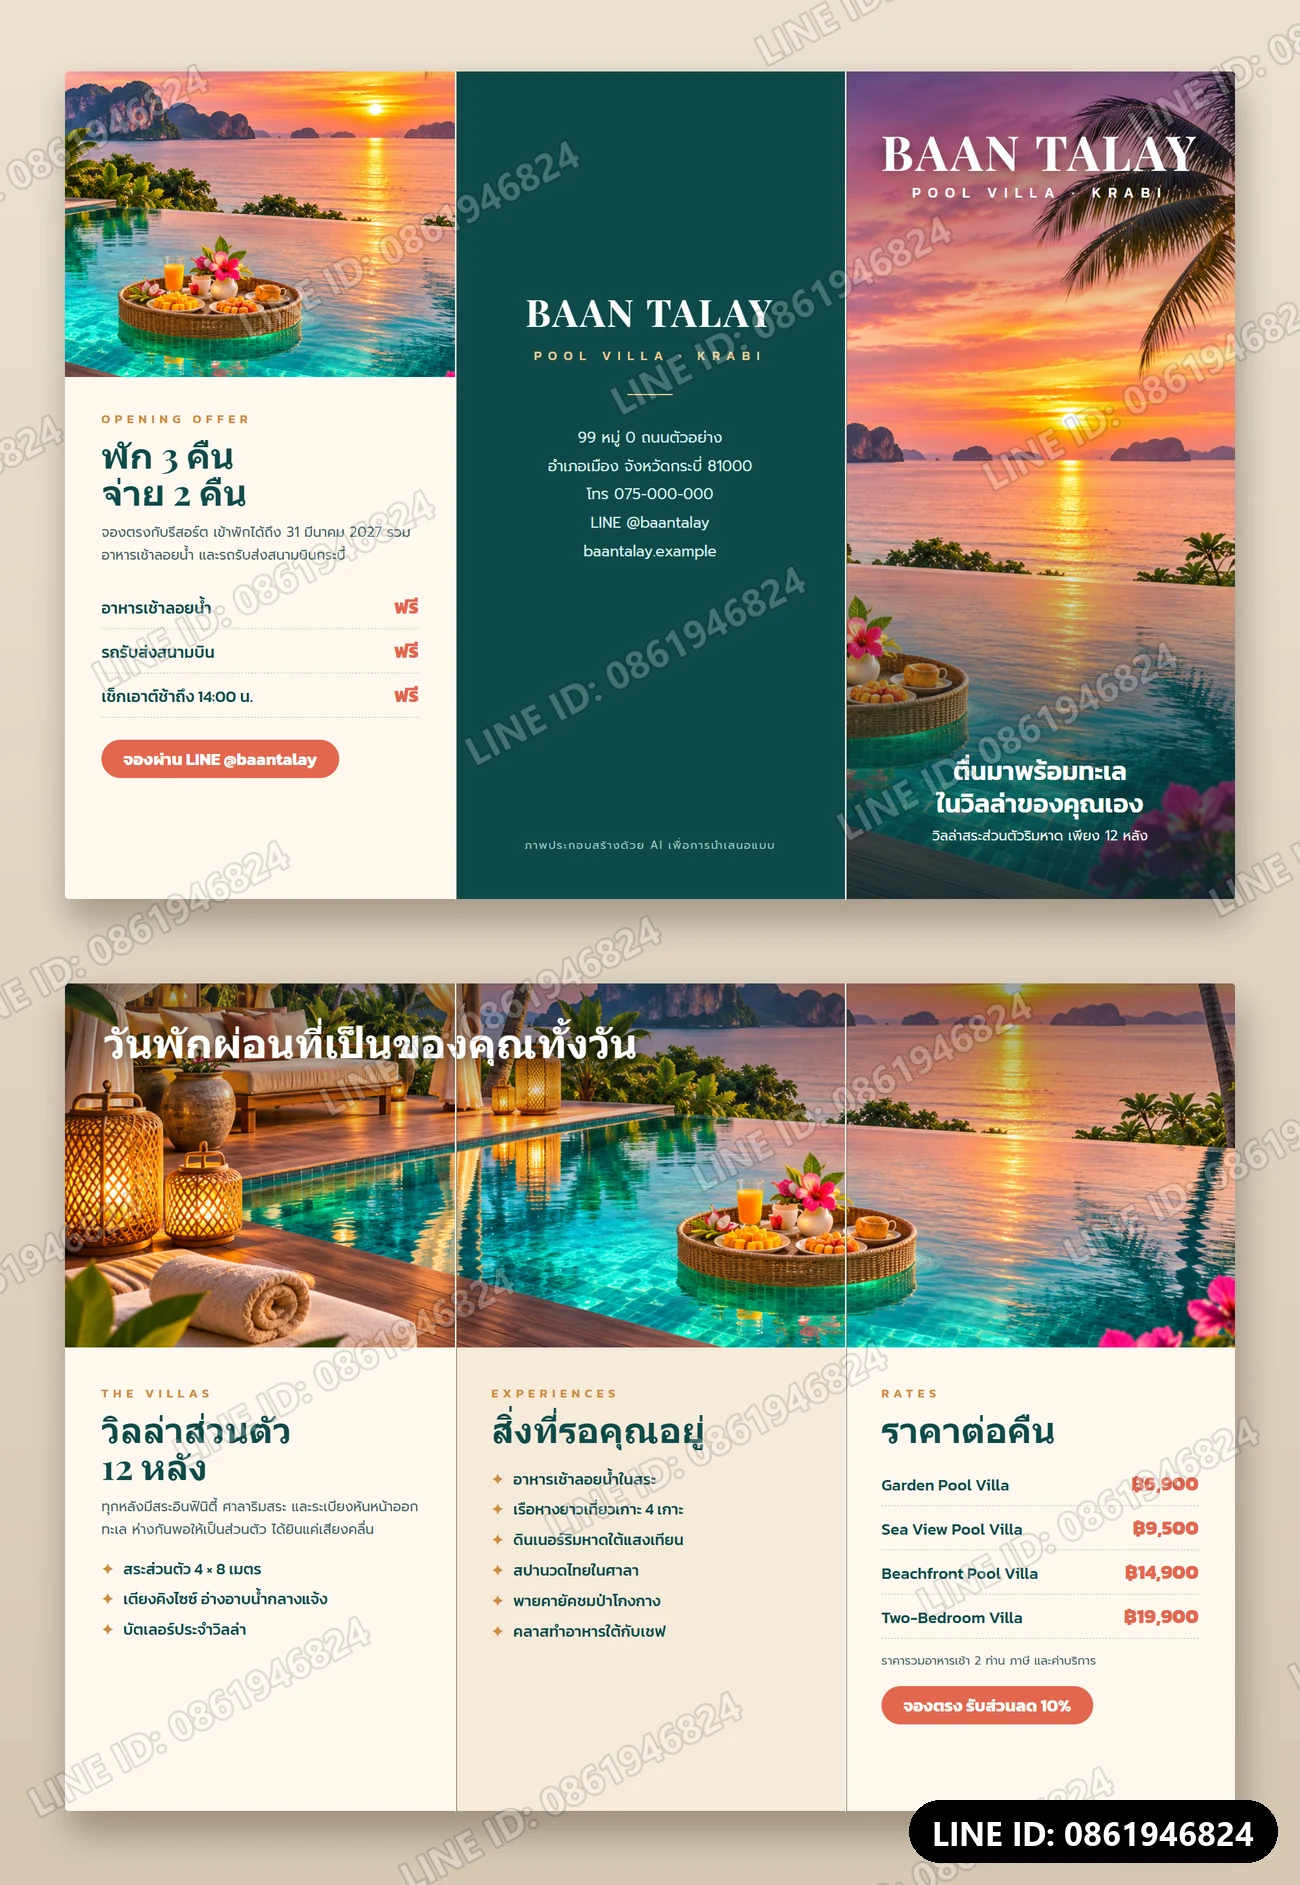 OPENING OFFER
พัก 3 คืน
จ่าย 2 คืน
จองตรงกับรีสอร์ต เข้าพักได้ถึง 31 มีนาคม 2027 รวม
อาหารเช้าลอยน้ำ และรถรับส่งสนามบินกระบี่
อาหารเช้าลอยน้ำ ฟรี
รถรับส่งสนามบิน ฟรี
เช็กเอาต์ช้าถึง 14:00 น. ฟรี
จองผ่าน LINE @baantalay
BAAN TALAY
POOL VILLA · KRABI
99 หมู่ 0 ถนนตัวอย่าง
อำเภอเมือง จังหวัดกระบี่ 81000
โทร 075-000-000
LINE @baantalay
baantalay.example
ภาพประกอบสร้างด้วย AI เพื่อการนำเสนอแบบ
BAAN TALAY
POOL VILLA · KRABI
ตื่นมาพร้อมทะเล
ในวิลล่าของคุณเอง
วิลล่าสระส่วนตัวริมหาด เพียง 12 หลัง
วันพักผ่อนที่เป็นของคุณทั้งวัน
THE VILLAS
วิลล่าส่วนตัว
12 หลัง
ทุกหลังมีสระอินฟินิตี้ ศาลาริมสระ และระเบียงหันหน้าออก
ทะเล ห่างกันพอให้เป็นส่วนตัว ได้ยินแค่เสียงคลื่น
✦ สระส่วนตัว 4 × 8 เมตร
✦ เตียงคิงไซซ์ อ่างอาบน้ำกลางแจ้ง
✦ บัตเลอร์ประจำวิลล่า
EXPERIENCES
สิ่งที่รอคุณอยู่
✦ อาหารเช้าลอยน้ำในสระ
✦ เรือหางยาวเที่ยวเกาะ 4 เกาะ
✦ ดินเนอร์ริมหาดใต้แสงเทียน
✦ สปานวดไทยในศาลา
✦ พายคายัคชมป่าโกงกาง
✦ คลาสทำอาหารใต้กับเชฟ
RATES
ราคาต่อคืน
Garden Pool Villa ฿6,900
Sea View Pool Villa ฿9,500
Beachfront Pool Villa ฿14,900
Two-Bedroom Villa ฿19,900
ราคารวมอาหารเช้า 2 ท่าน ภาษี และค่าบริการ
จองตรง รับส่วนลด 10%
LINE ID: 0861946824